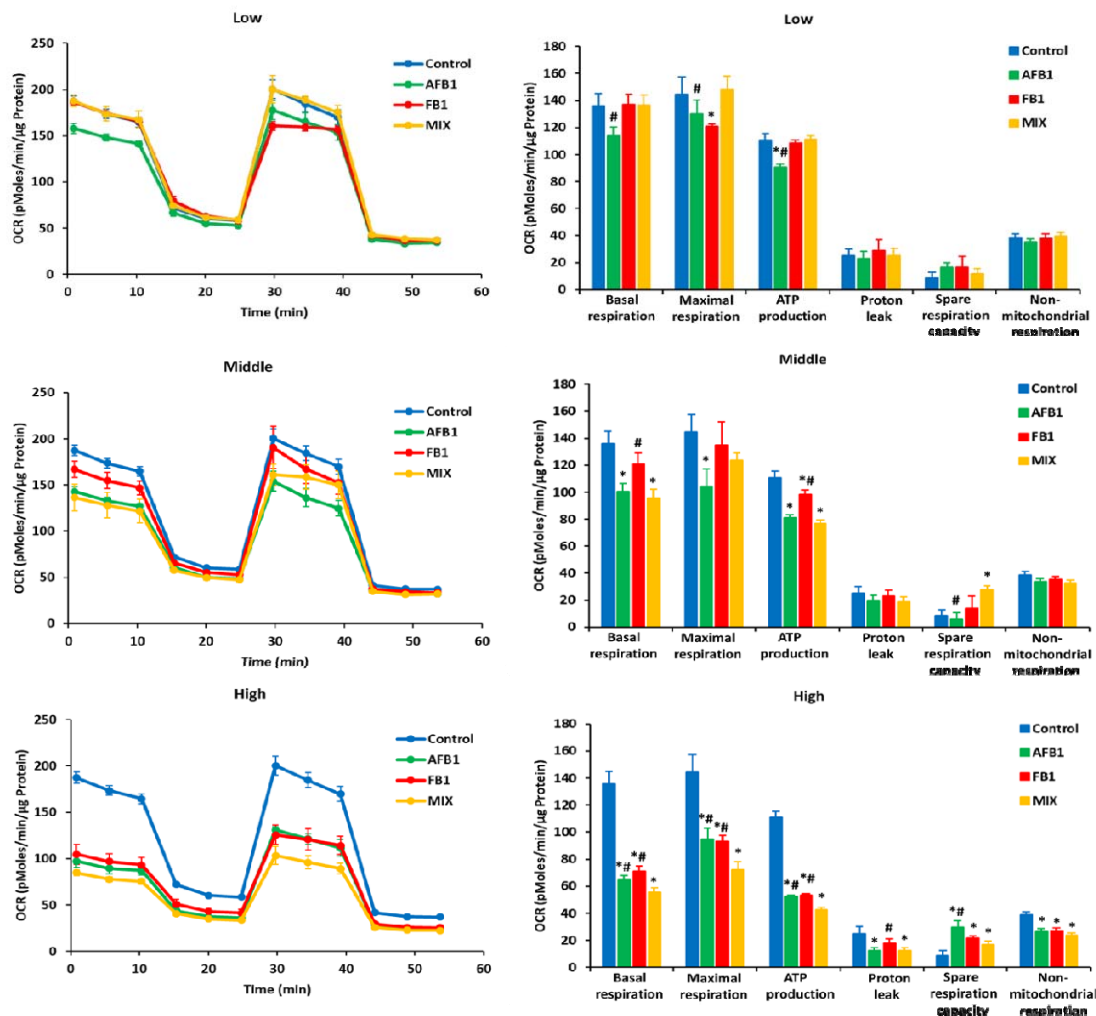 Low
OCR (pMoles/min/µg Protein)
250
200
150
100
50
0
0 10 20 30 40 50 60
Time (min)
Control
AFB1
FB1
MIX
Low
OCR (pMoles/min/µg Protein)
180
160
140
120
100
80
60
40
20
0
Control
AFB1
FB1
MIX
# # * *#
Basal respiration
Maximal respiration
ATP production
Proton leak
Spare respiration capacity
Non-mitochondrial respiration
Middle
OCR (pMoles/min/µg Protein)
250
200
150
100
50
0
0 10 20 30 40 50 60
Time (min)
Control
AFB1
FB1
MIX
Middle
OCR (pMoles/min/µg Protein)
180
160
140
120
100
80
60
40
20
0
Control
AFB1
FB1
MIX
* # * * * *# * # *
Basal respiration
Maximal respiration
ATP production
Proton leak
Spare respiration capacity
Non-mitochondrial respiration
High
OCR (pMoles/min/µg Protein)
250
200
150
100
50
0
0 10 20 30 40 50 60
Time (min)
Control
AFB1
FB1
MIX
High
OCR (pMoles/min/µg Protein)
180
160
140
120
100
80
60
40
20
0
Control
AFB1
FB1
MIX
*# *# * *# *# * *# *# * * # * *# * * * * *
Basal respiration
Maximal respiration
ATP production
Proton leak
Spare respiration capacity
Non-mitochondrial respiration